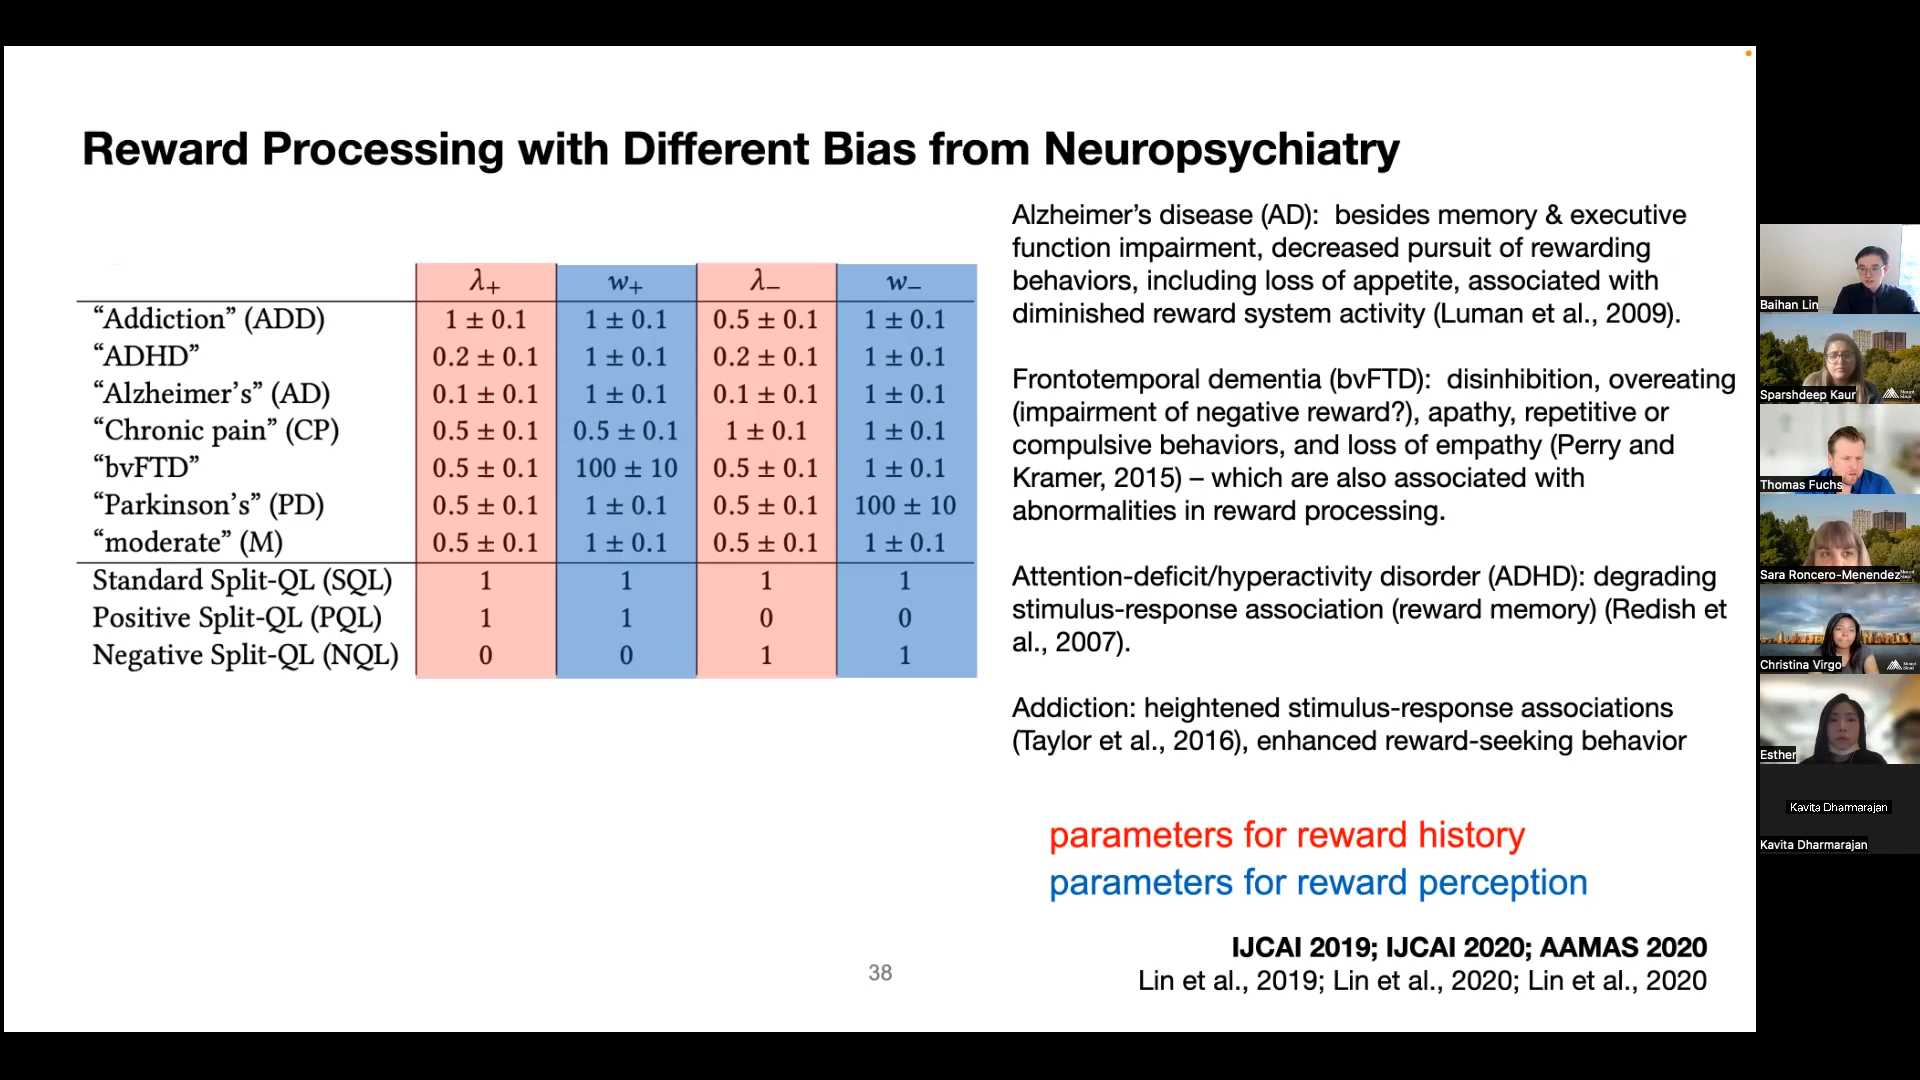 Reward Processing with Different Bias from Neuropsychiatry
λ+ w+ λ− w−
“Addiction” (ADD) 1 ± 0.1 1 ± 0.1 0.5 ± 0.1 1 ± 0.1
“ADHD” 0.2 ± 0.1 1 ± 0.1 0.2 ± 0.1 1 ± 0.1
“Alzheimer’s” (AD) 0.1 ± 0.1 1 ± 0.1 0.1 ± 0.1 1 ± 0.1
“Chronic pain” (CP) 0.5 ± 0.1 0.5 ± 0.1 1 ± 0.1 1 ± 0.1
“bvFTD” 0.5 ± 0.1 100 ± 10 0.5 ± 0.1 1 ± 0.1
“Parkinson’s” (PD) 0.5 ± 0.1 1 ± 0.1 0.5 ± 0.1 100 ± 10
“moderate” (M) 0.5 ± 0.1 1 ± 0.1 0.5 ± 0.1 1 ± 0.1
Standard Split-QL (SQL) 1 1 1 1
Positive Split-QL (PQL) 1 1 0 0
Negative Split-QL (NQL) 0 0 1 1
Alzheimer’s disease (AD): besides memory & executive
function impairment, decreased pursuit of rewarding
behaviors, including loss of appetite, associated with
diminished reward system activity (Luman et al., 2009).
Frontotemporal dementia (bvFTD): disinhibition, overeating
(impairment of negative reward?), apathy, repetitive or
compulsive behaviors, and loss of empathy (Perry and
Kramer, 2015) – which are also associated with
abnormalities in reward processing.
Attention-deficit/hyperactivity disorder (ADHD): degrading
stimulus-response association (reward memory) (Redish et
al., 2007).
Addiction: heightened stimulus-response associations
(Taylor et al., 2016), enhanced reward-seeking behavior
parameters for reward history
parameters for reward perception
IJCAI 2019; IJCAI 2020; AAMAS 2020
Lin et al., 2019; Lin et al., 2020; Lin et al., 2020
38
Baihan Lin
Sparshdeep Kaur
Thomas Fuchs
Sara Roncero-Menendez
Christina Virgo
Esther
Kavita Dharmarajan
Kavita Dharmarajan